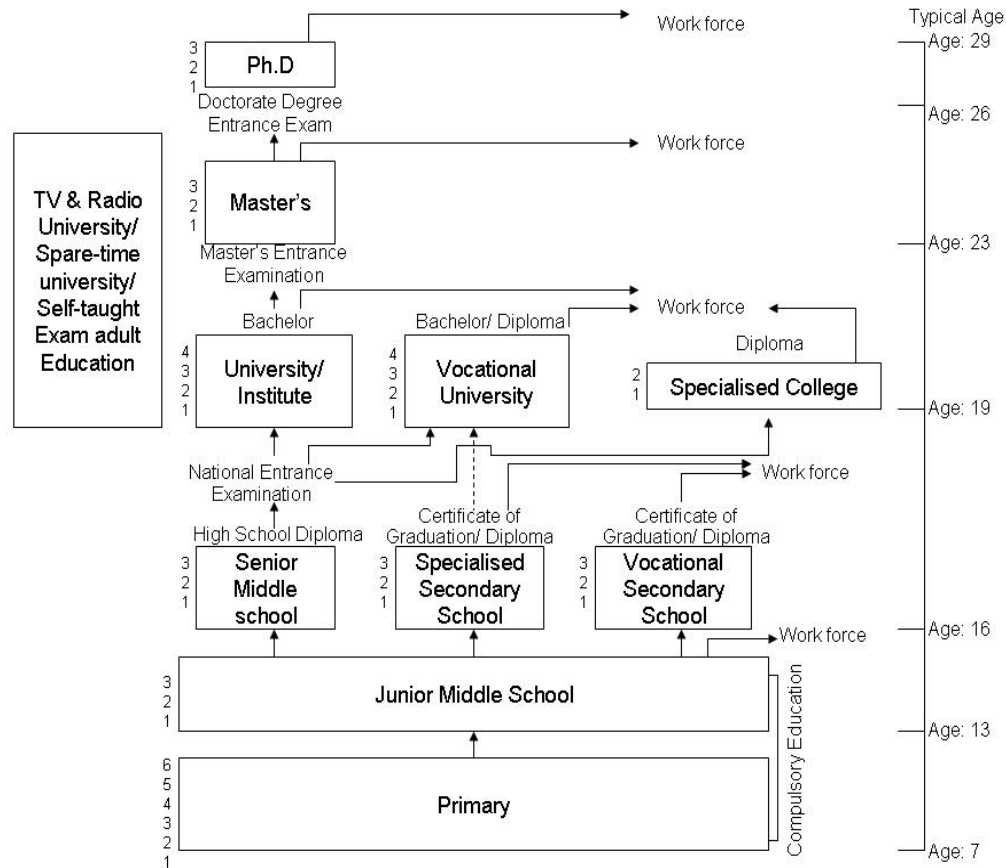 Typical Age
Work force
Age: 29
3
2
1
Ph.D
Doctorate Degree
Entrance Exam
Age: 26
TV & Radio
University/
Spare-time
university/
Self-taught
Exam adult
Education
Work force
3
2
1
Master's
Age: 23
Master's Entrance
Examination
Bachelor
Bachelor/ Diploma
Work force
Diploma
4
3
2
1
University/
Institute
4
3
2
1
Vocational
University
2
1
Specialised College
Age: 19
National Entrance
Examination
Work force
High School Diploma
Certificate of
Graduation/ Diploma
Certificate of
Graduation/ Diploma
3
2
1
Senior
Middle
school
3
2
1
Specialised
Secondary
School
3
2
1
Vocational
Secondary
School
Age: 16
Work force
3
2
1
Junior Middle School
Compulsory Education
Age: 13
6
5
4
3
2
1
Primary
Age: 7